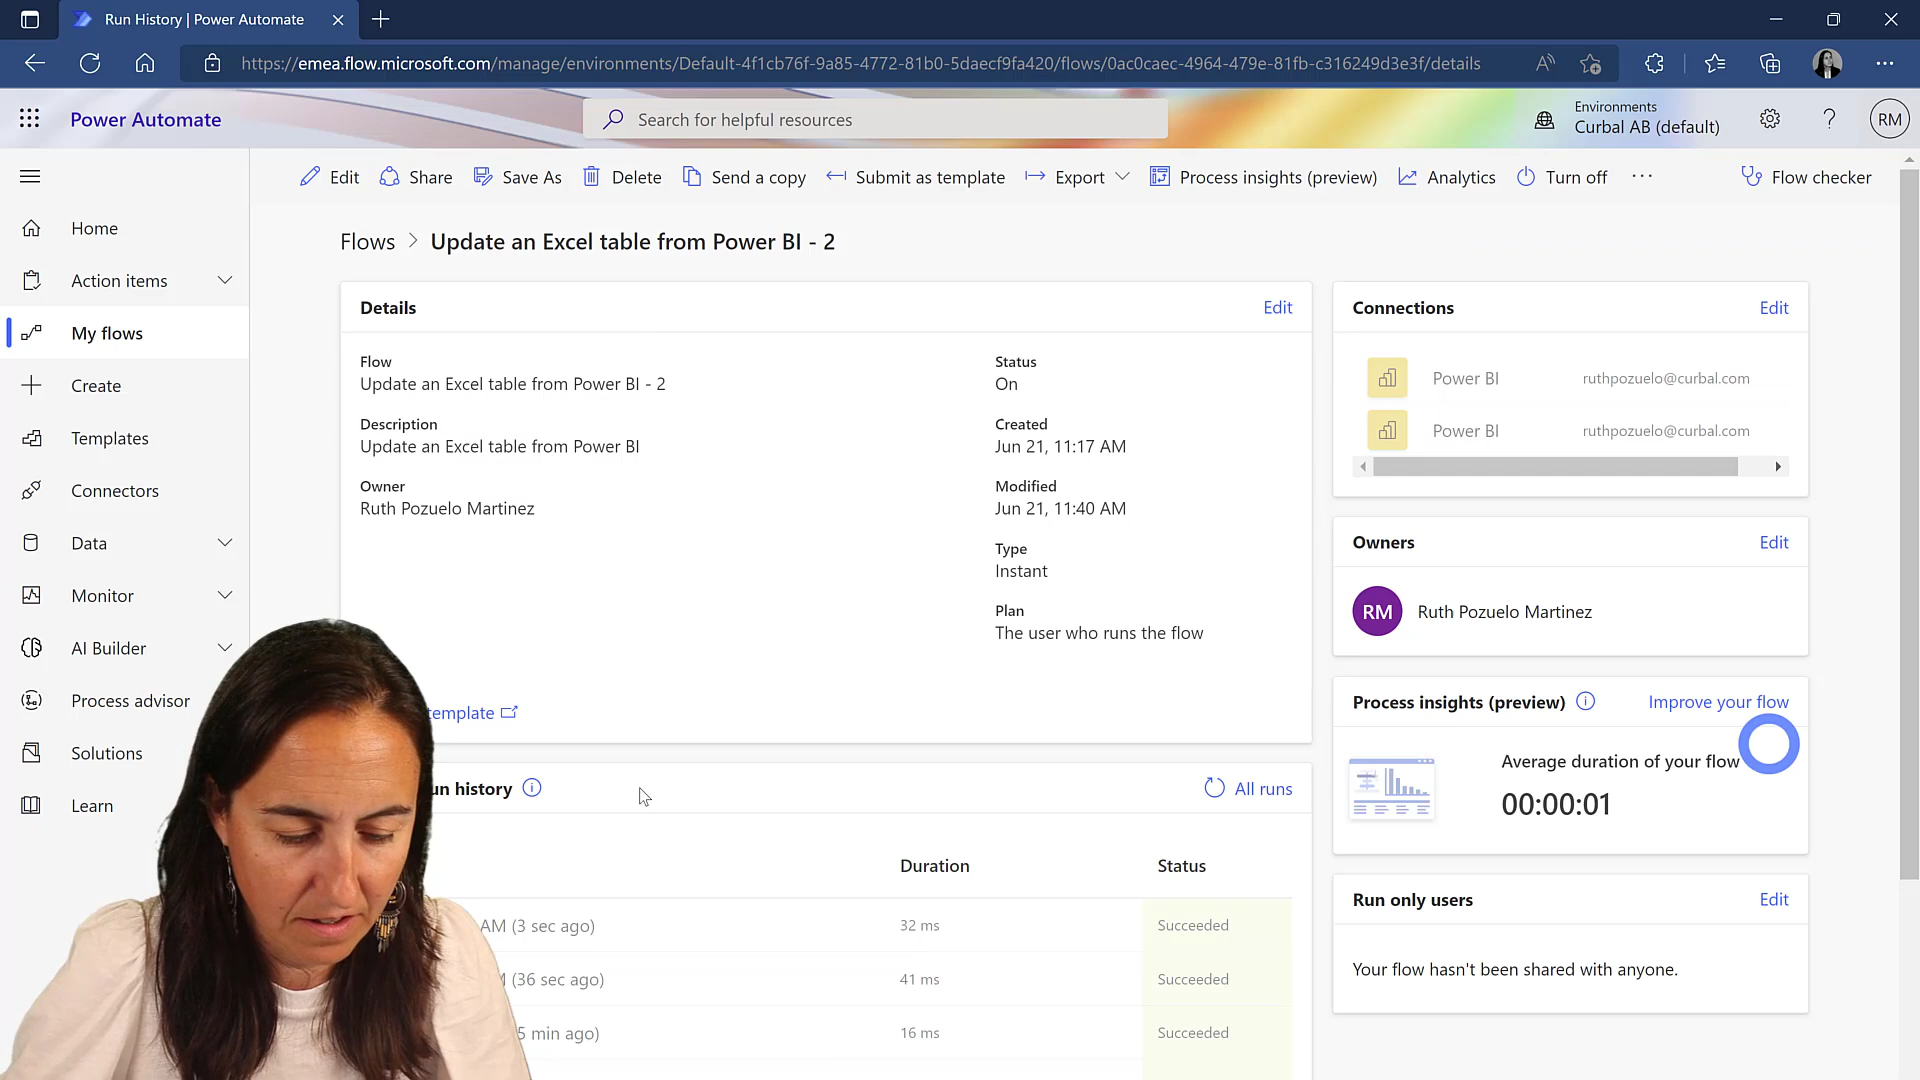 Run History | Power Automate
https://emea.flow.microsoft.com/manage/environments/Default-4f1cb76f-9a85-4772-81b0-5daecf9fa420/flows/0ac0caec-4964-479e-81fb-c316249d3e3f/details
Power Automate
Search for helpful resources
Environments
Curbal AB (default)
RM
Edit
Share
Save As
Delete
Send a copy
Submit as template
Export
Process insights (preview)
Analytics
Turn off
Flow checker
Home
Action items
My flows
Create
Templates
Connectors
Data
Monitor
AI Builder
Process advisor
Solutions
Learn
Flows > Update an Excel table from Power BI - 2
Details
Edit
Flow
Update an Excel table from Power BI - 2
Description
Update an Excel table from Power BI
Owner
Ruth Pozuelo Martinez
Status
On
Created
Jun 21, 11:17 AM
Modified
Jun 21, 11:40 AM
Type
Instant
Plan
The user who runs the flow
template
un history
All runs
Duration
Status
AM (3 sec ago)
32 ms
Succeeded
(36 sec ago)
41 ms
Succeeded
5 min ago)
16 ms
Succeeded
Connections
Edit
Power BI
ruthpozuelo@curbal.com
Power BI
ruthpozuelo@curbal.com
Owners
Edit
RM
Ruth Pozuelo Martinez
Process insights (preview)
Improve your flow
Average duration of your flow
00:00:01
Run only users
Edit
Your flow hasn't been shared with anyone.